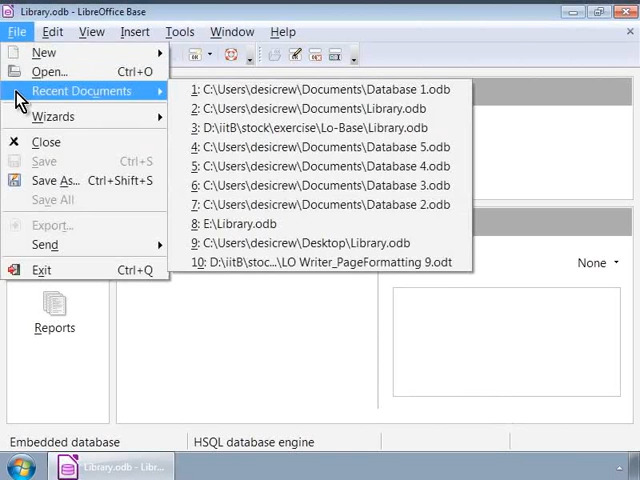 Library.odb - LibreOffice Base
File Edit View Insert Tools Window Help
New
Open... Ctrl+O
Recent Documents
Wizards
Close
Save Ctrl+S
Save As... Ctrl+Shift+S
Save All
Export...
Send
Exit Ctrl+Q
1: C:\Users\desicrew\Documents\Database 1.odb
2: C:\Users\desicrew\Documents\Library.odb
3: D:\iitB\stock\exercise\Lo-Base\Library.odb
4: C:\Users\desicrew\Documents\Database 5.odb
5: C:\Users\desicrew\Documents\Database 4.odb
6: C:\Users\desicrew\Documents\Database 3.odb
7: C:\Users\desicrew\Documents\Database 2.odb
8: E:\Library.odb
9: C:\Users\desicrew\Desktop\Library.odb
10: D:\iitB\stoc...\LO Writer_PageFormatting 9.odt
None
Reports
Embedded database HSQL database engine
Library.odb - Libr...